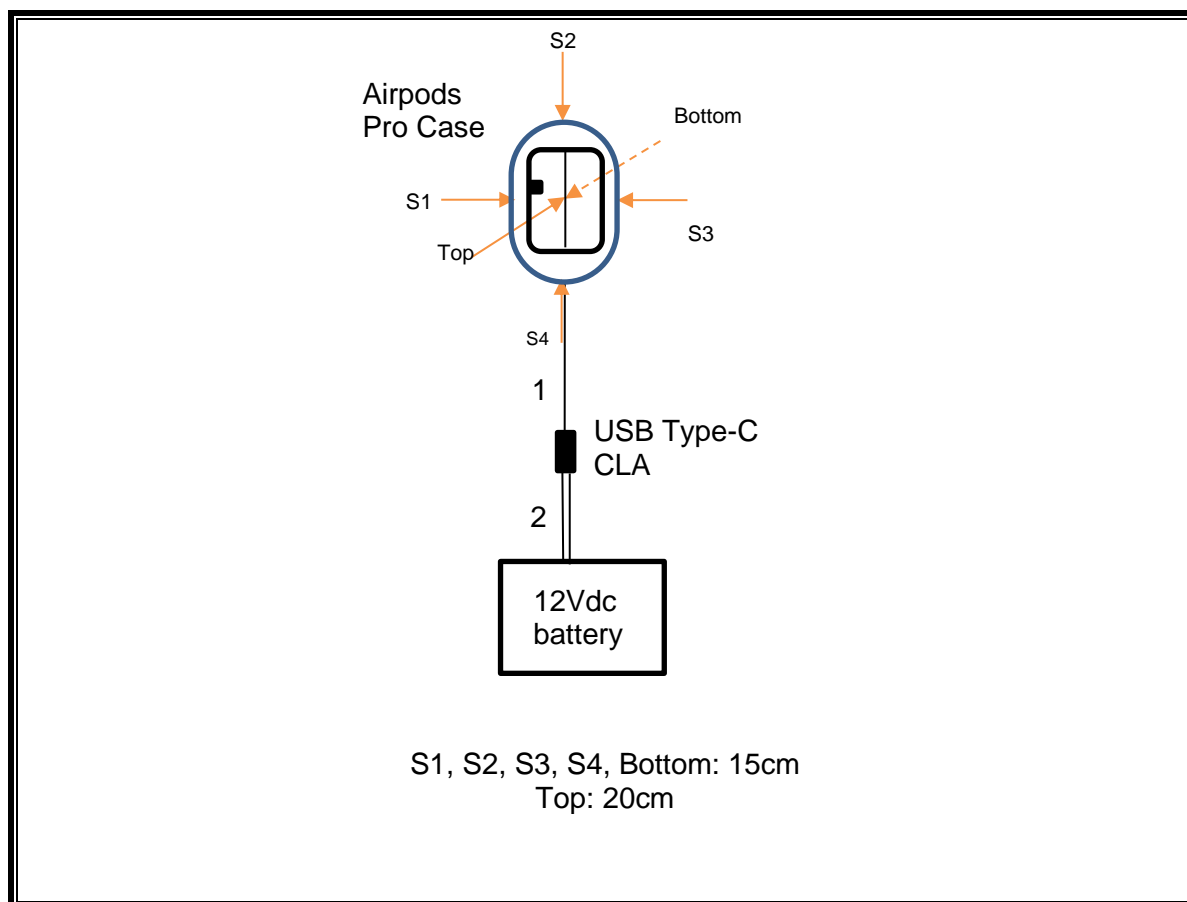 S2
Airpods
Pro Case
Bottom
S1
S3
Top
S4
1
USB Type-C
CLA
2
12Vdc
battery
S1, S2, S3, S4, Bottom: 15cm
Top: 20cm